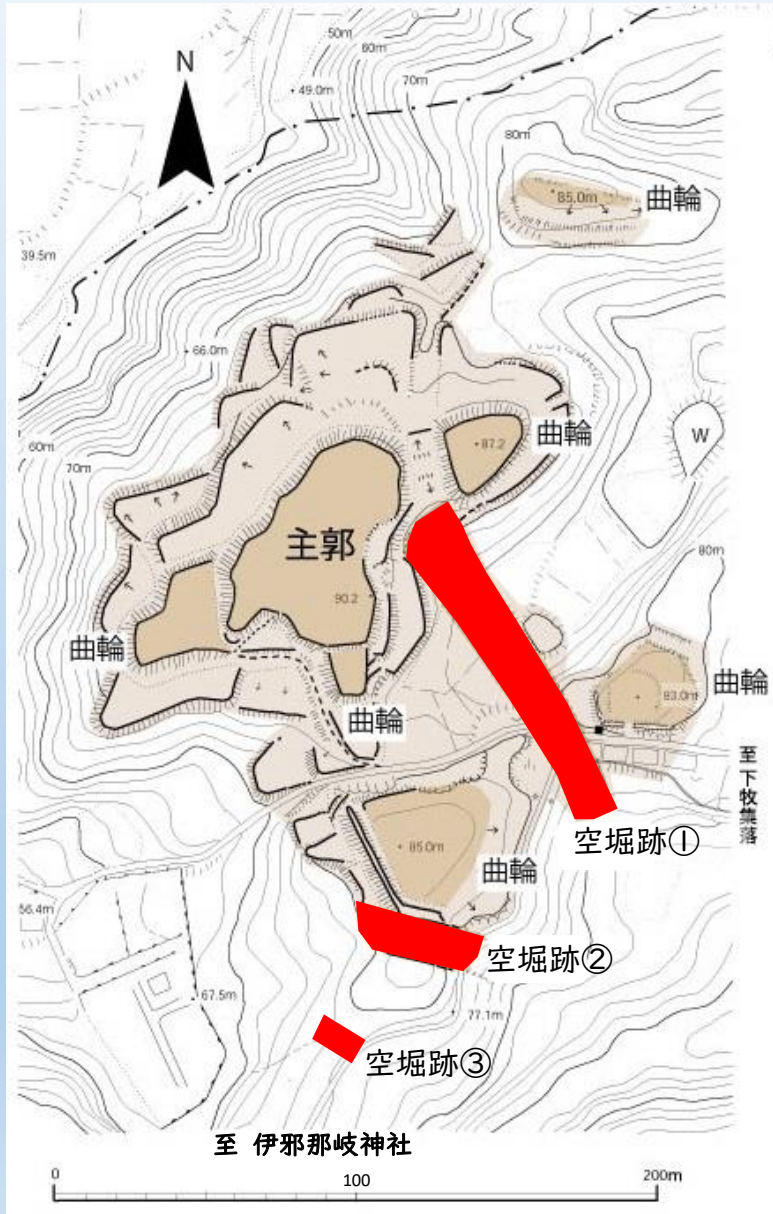 50m
60m
N
70m
49.0m
80m
85.0m
曲輪
39.5m
66.0m
曲輪
87.2
W
60m
70m
主郭
80m
90.2
曲輪
曲輪
83.0m
曲輪
至 下牧集落
空堀跡①
85.0m
曲輪
56.4m
空堀跡②
67.5m
77.1m
空堀跡③
至 伊邪那岐神社
0
100
200m